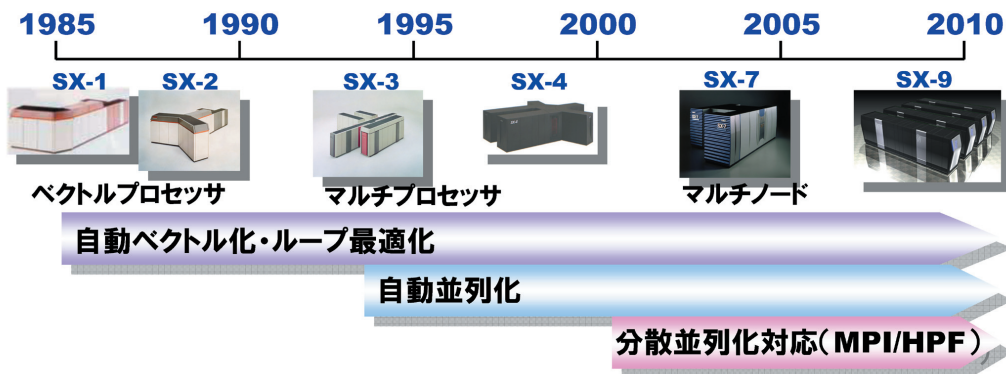 1985 1990 1995 2000 2005 2010
SX-1 SX-2 SX-3 SX-4 SX-7 SX-9
ベクトルプロセッサ マルチプロセッサ マルチノード
自動ベクトル化・ループ最適化
自動並列化
分散並列化対応(MPI/HPF)